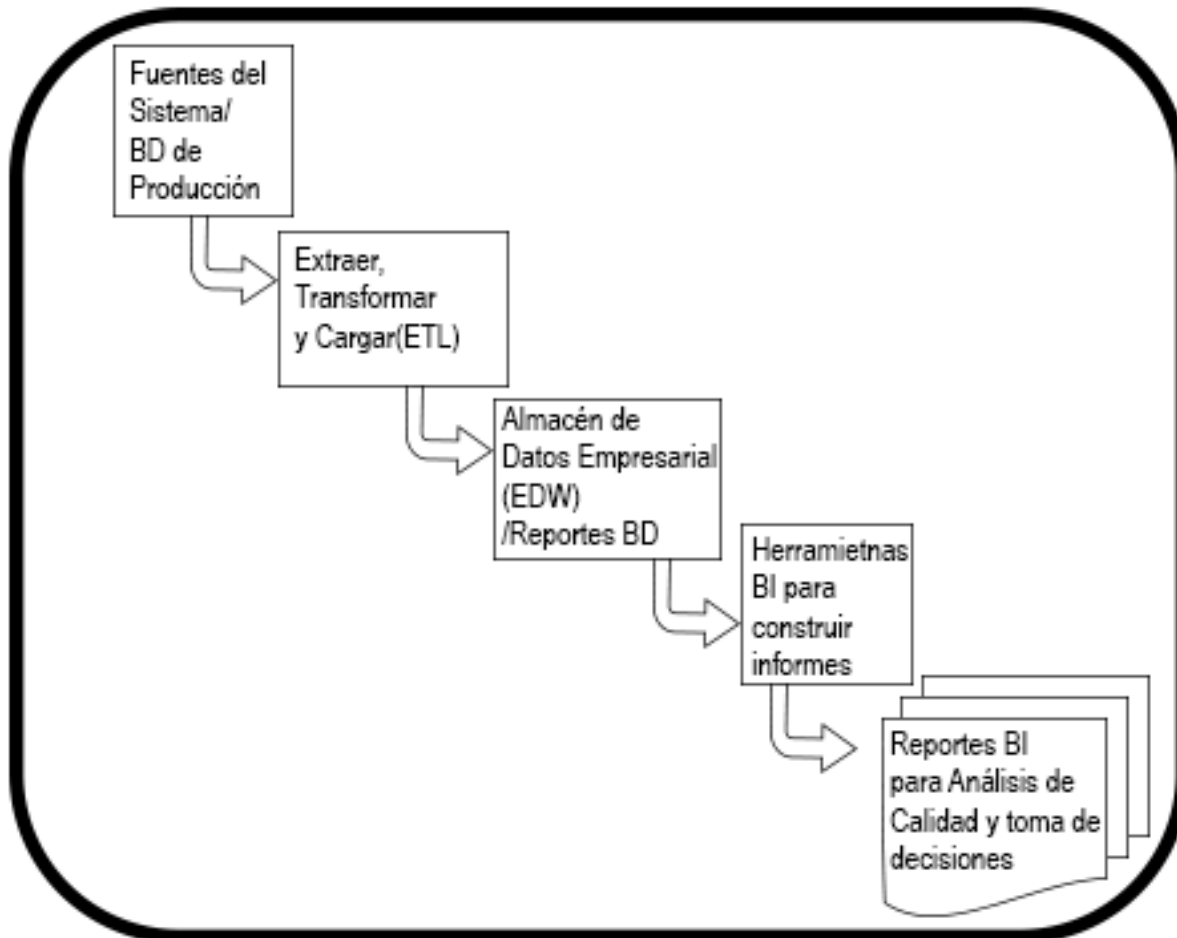 Fuentes del
Sistema/
BD de
Producción
Extraer,
Transformar
y Cargar(ETL)
Almacén de
Datos Empresarial
(EDW)
/Reportes BD
Herramietnas
BI para
construir
informes
Reportes BI
para Análisis de
Calidad y toma de
decisiones